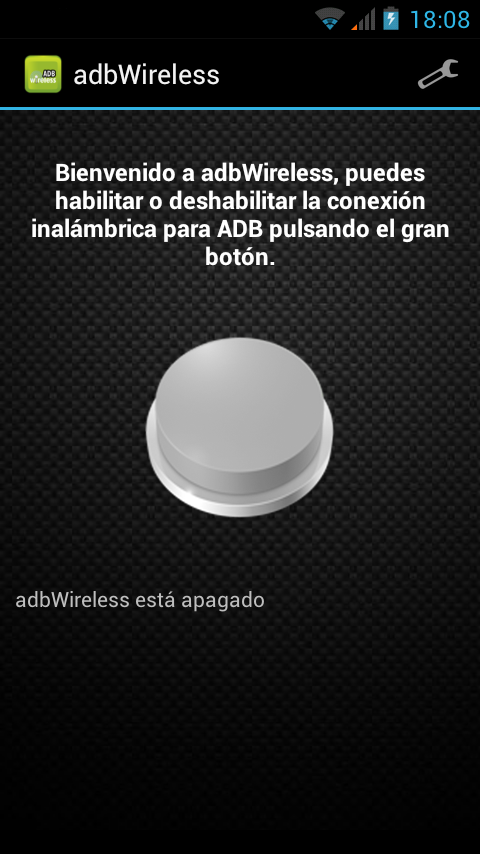 18:08
ADB
adbWireless
Bienvenido a adbWireless, puedes
habilitar o deshabilitar la conexión
inalámbrica para ADB pulsando el gran
botón.
adbWireless está apagado